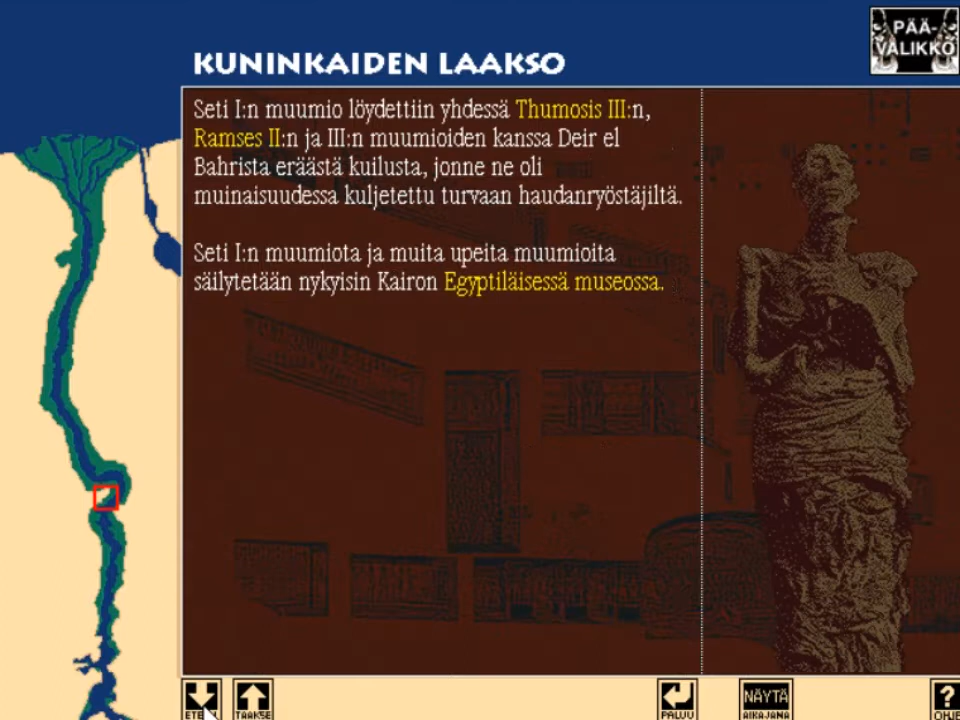 PÄÄ-
VALIKKO
KUNINKAIDEN LAAKSO
Seti I:n muumio löydettiin yhdessä Thumosis III:n,
Ramses II:n ja III:n muumioiden kanssa Deir el
Bahrista eräästä kuilusta, jonne ne oli
muinaisuudessa kuljetettu turvaan haudanryöstäjiltä.
Seti I:n muumiota ja muita upeita muumioita
säilytetään nykyisin Kairon Egyptiläisessä museossa.
TAAKSE
PALUU
NÄYTÄ
AIKAJANA
?